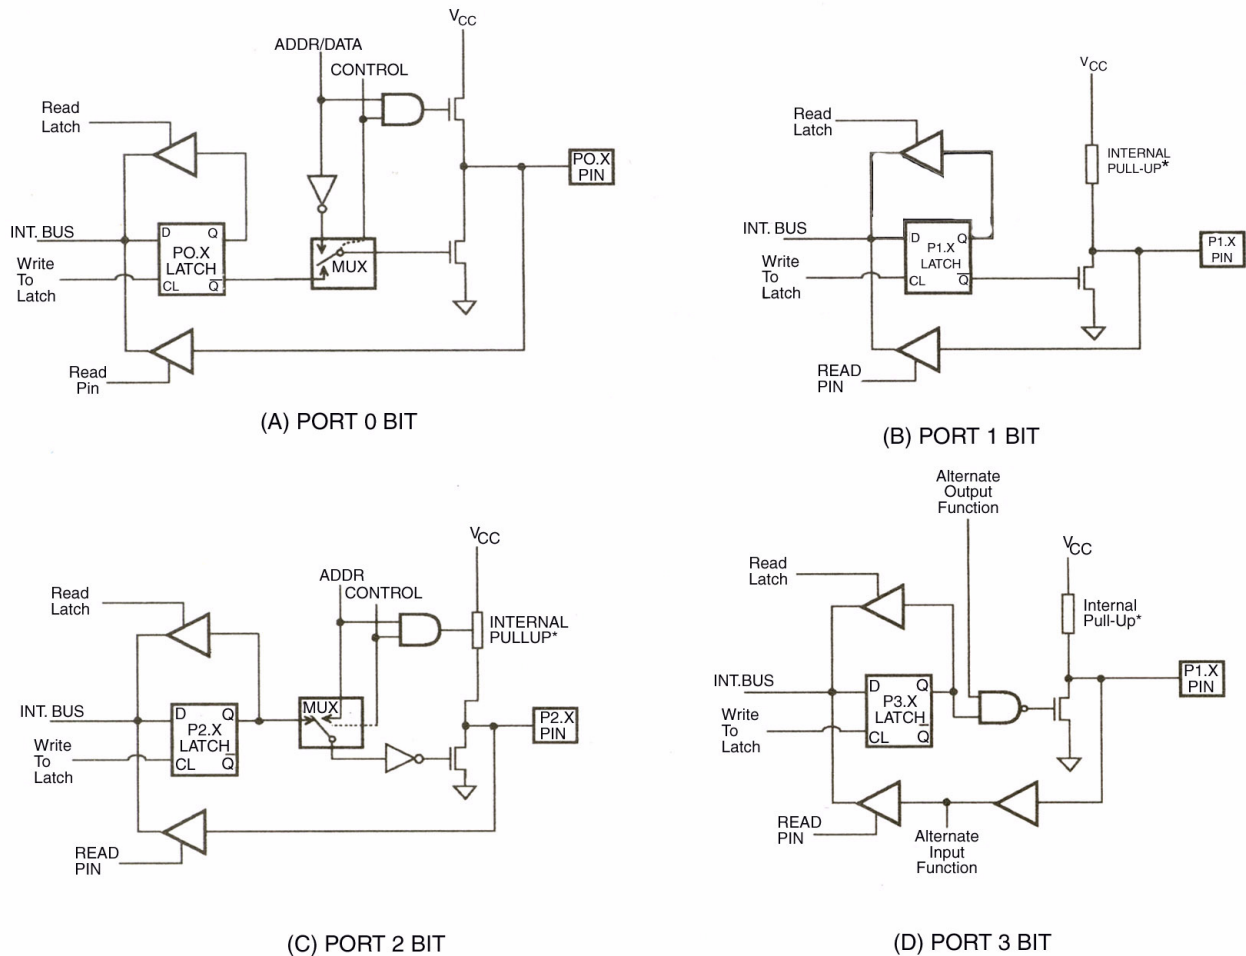 V CC
ADDR/DATA
CONTROL
Read
Latch
PO.X
PIN
INT. BUS
D Q
PO.X
LATCH
CL Q
MUX
Write
To
Latch
Read
Pin
(A) PORT 0 BIT
V CC
Read
Latch
INTERNAL
PULL-UP*
INT. BUS
D Q
P1.X
LATCH
CL Q
P1.X
PIN
Write
To
Latch
READ
PIN
(B) PORT 1 BIT
V CC
ADDR
CONTROL
Read
Latch
INTERNAL
PULLUP*
MUX
INT. BUS
D Q
P2.X
LATCH
CL Q
P2.X
PIN
Write
To
Latch
READ
PIN
(C) PORT 2 BIT
Alternate
Output
Function
V CC
Read
Latch
Internal
Pull-Up*
INT.BUS
D Q
P3.X
LATCH
CL Q
P1.X
PIN
Write
To
Latch
READ
PIN
Alternate
Input
Function
(D) PORT 3 BIT